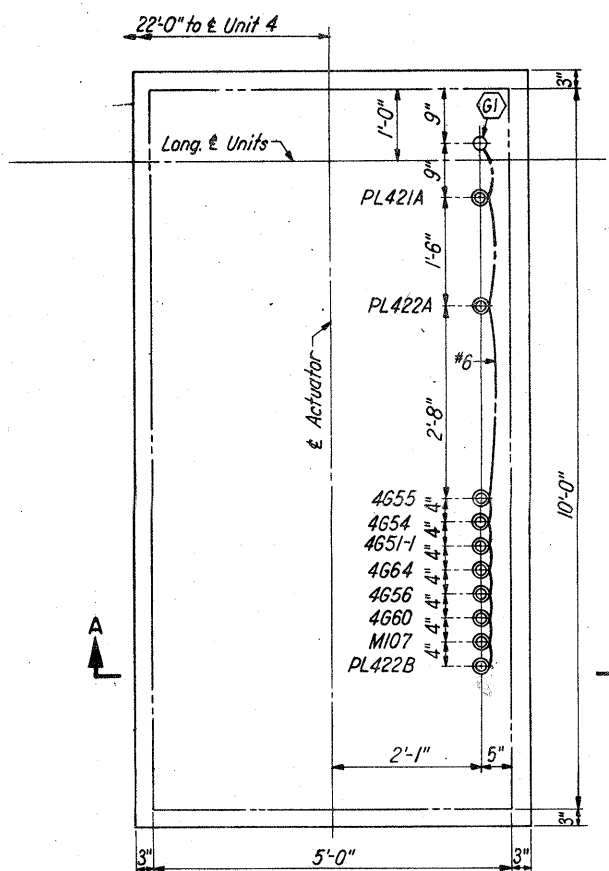 22'-0" to ℄ Unit 4
3"
G1
9"
1'-0"
Long. ℄ Units
9"
PL421A
1'-6"
PL422A
℄ Actuator
#6
2'-8"
10'-0"
4G55
4"
4G54
4"
4G51-1
4"
4G64
4"
4G56
4"
4G60
4"
M107
4"
PL422B
A
2'-1"
5"
3"
3"
5'-0"
3"